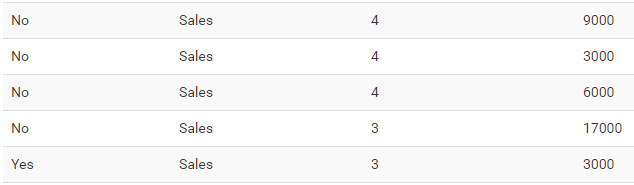 No Sales 4 9000
No Sales 4 3000
No Sales 4 6000
No Sales 3 17000
Yes Sales 3 3000